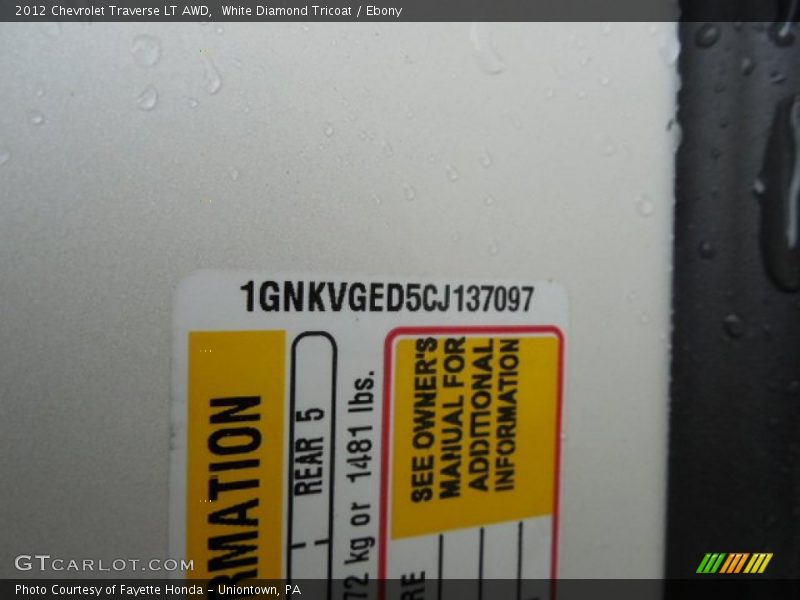 2012 Chevrolet Traverse LT AWD,  White Diamond Tricoat / Ebony
1GNKVGED5CJ137097
RMATION
REAR 5
72 kg or 1481 lbs.
SEE OWNER'S
MANUAL FOR
ADDITIONAL
INFORMATION
RE
GTCARLOT.COM
Photo Courtesy of Fayette Honda - Uniontown, PA